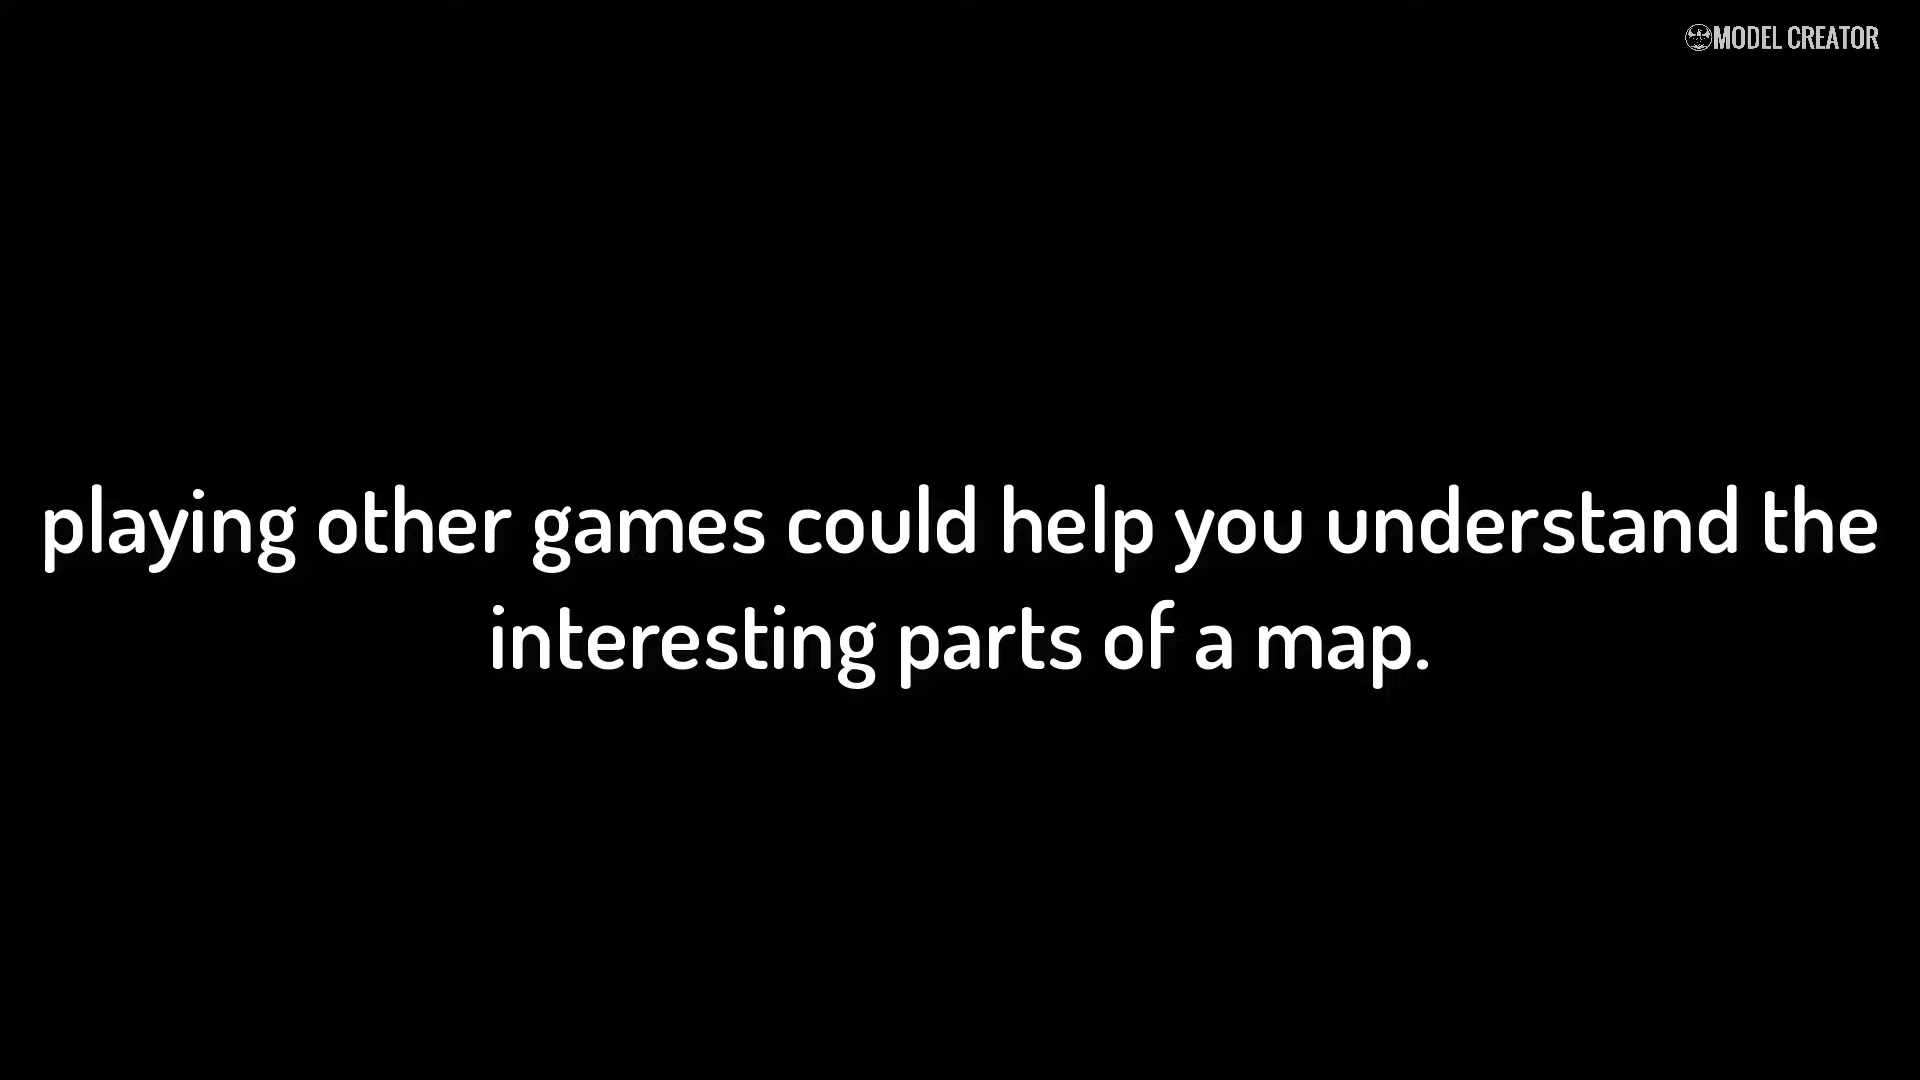 MODEL CREATOR
playing other games could help you understand the
interesting parts of a map.